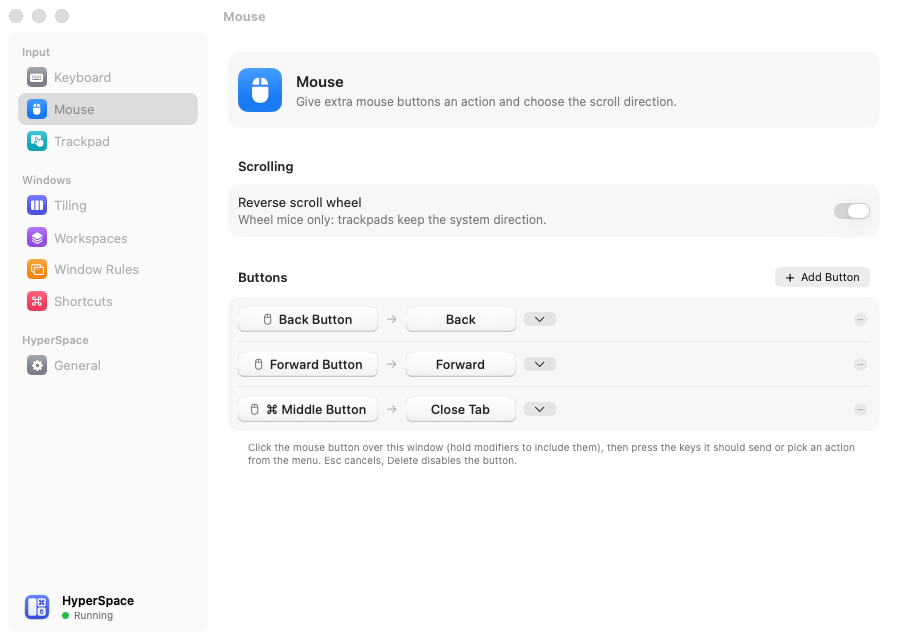 Mouse
Input
Keyboard
Mouse
Trackpad
Windows
Tiling
Workspaces
Window Rules
Shortcuts
HyperSpace
General
HyperSpace
Running
Mouse
Give extra mouse buttons an action and choose the scroll direction.
Scrolling
Reverse scroll wheel
Wheel mice only: trackpads keep the system direction.
Buttons
+ Add Button
Back Button → Back
Forward Button → Forward
⌘ Middle Button → Close Tab
Click the mouse button over this window (hold modifiers to include them), then press the keys it should send or pick an action
from the menu. Esc cancels, Delete disables the button.